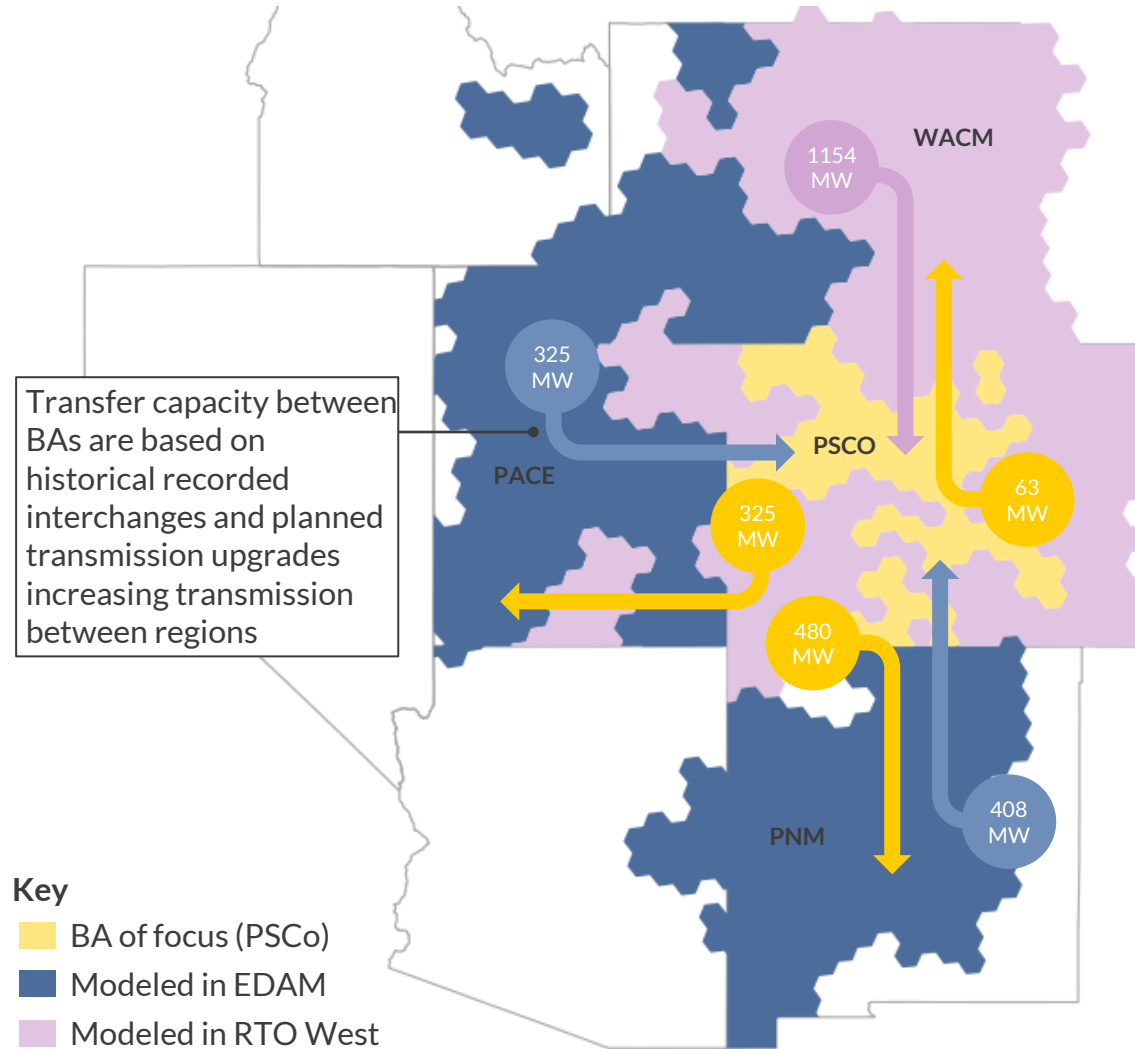 WACM
1154
MW
325
MW
Transfer capacity between
BAs are based on
historical recorded
interchanges and planned
transmission upgrades
increasing transmission
between regions
PSCO
PACE
63
MW
325
MW
480
MW
408
MW
PNM
Key
BA of focus (PSCo)
Modeled in EDAM
Modeled in RTO West